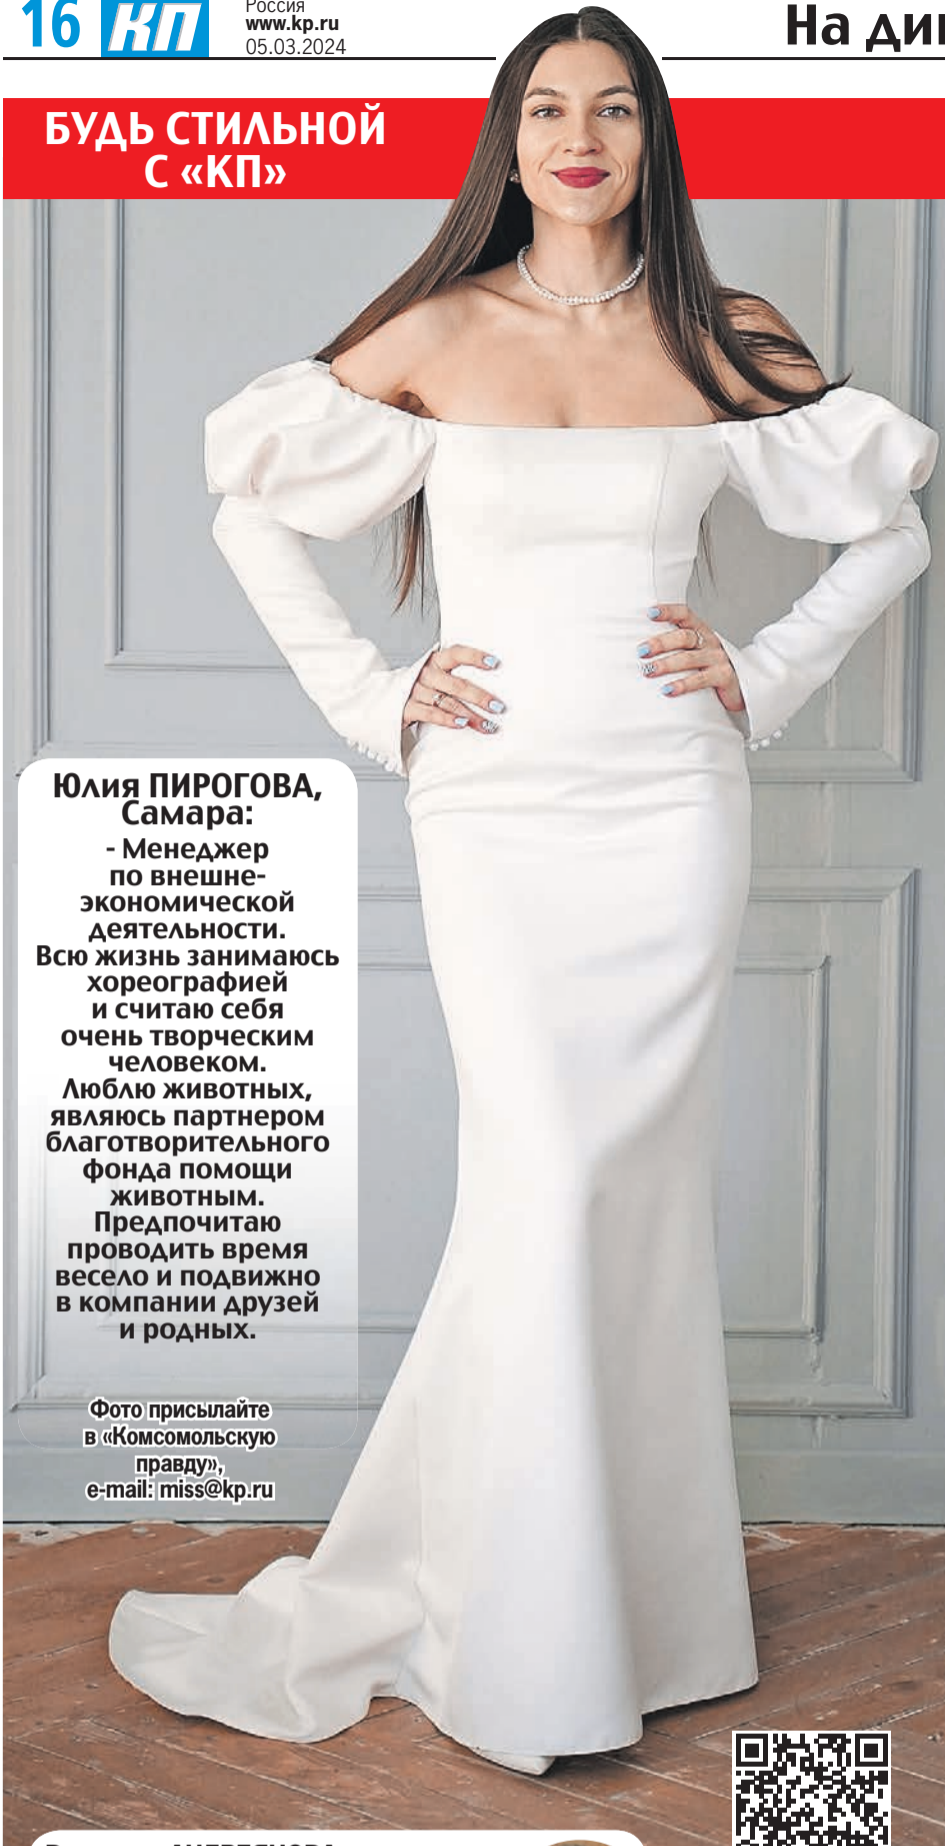 16 КП
Россия
www.kp.ru
05.03.2024
На
БУДЬ СТИЛЬНОЙ
С «КП»
Юлия ПИРОГОВА,
Самара:
- Менеджер
по внешне-
экономической
деятельности.
Всю жизнь занимаюсь
хореографией
и считаю себя
очень творческим
человеком.
Люблю животных,
являюсь партнером
благотворительного
фонда помощи
животным.
Предпочитаю
проводить время
весело и подвижно
в компании друзей
и родных.
Фото присылайте
в «Комсомольскую
правду»,
e-mail: miss@kp.ru